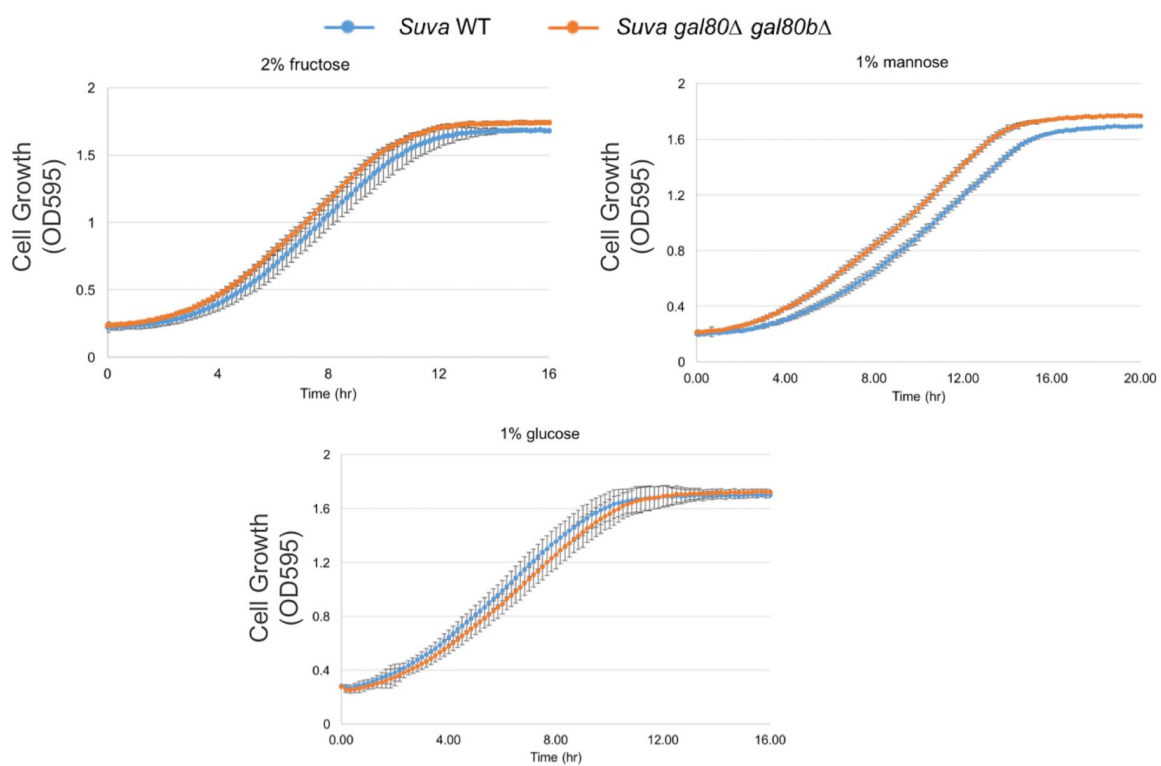 Suva WT
Suva gal80Δ gal80bΔ
2% fructose
2
1.5
1
0.5
0
0
4
8
12
16
Time (hr)
Cell Growth
(OD595)
1% mannose
2
1.6
1.2
0.8
0.4
0
0.00
4.00
8.00
12.00
16.00
20.00
Time (hr)
Cell Growth
(OD595)
1% glucose
2
1.6
1.2
0.8
0.4
0
0.00
4.00
8.00
12.00
16.00
Time (hr)
Cell Growth
(OD595)